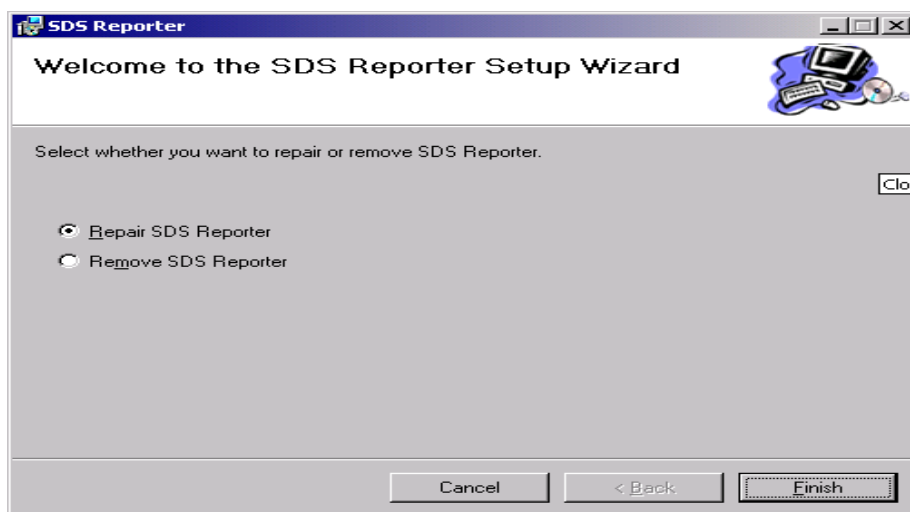 SDS Reporter
Welcome to the SDS Reporter Setup Wizard
Select whether you want to repair or remove SDS Reporter.
Clo
Repair SDS Reporter
Remove SDS Reporter
Cancel
< Back
Finish